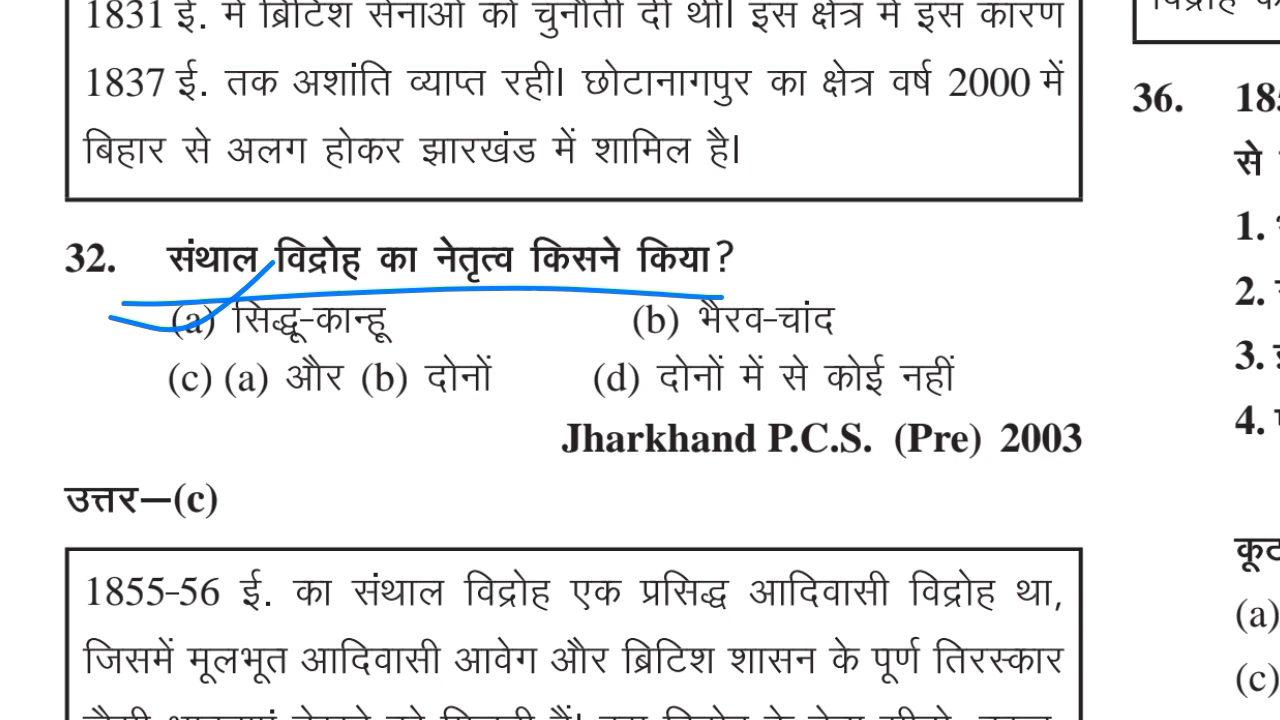 1831 ई. में ब्रिटिश सेनाओं को चुनौती दी थी। इस क्षेत्र में इस कारण
1837 ई. तक अशांति व्याप्त रही। छोटानागपुर का क्षेत्र वर्ष 2000 में
बिहार से अलग होकर झारखंड में शामिल है।
32. संथाल विद्रोह का नेतृत्व किसने किया?
(a) सिद्धू-कान्हू (b) भैरव-चांद
(c) (a) और (b) दोनों (d) दोनों में से कोई नहीं
Jharkhand P.C.S. (Pre) 2003
उत्तर—(c)
1855-56 ई. का संथाल विद्रोह एक प्रसिद्ध आदिवासी विद्रोह था,
जिसमें मूलभूत आदिवासी आवेग और ब्रिटिश शासन के पूर्ण तिरस्कार
36.
से
1.
2.
3.
4.
(a)
(c)